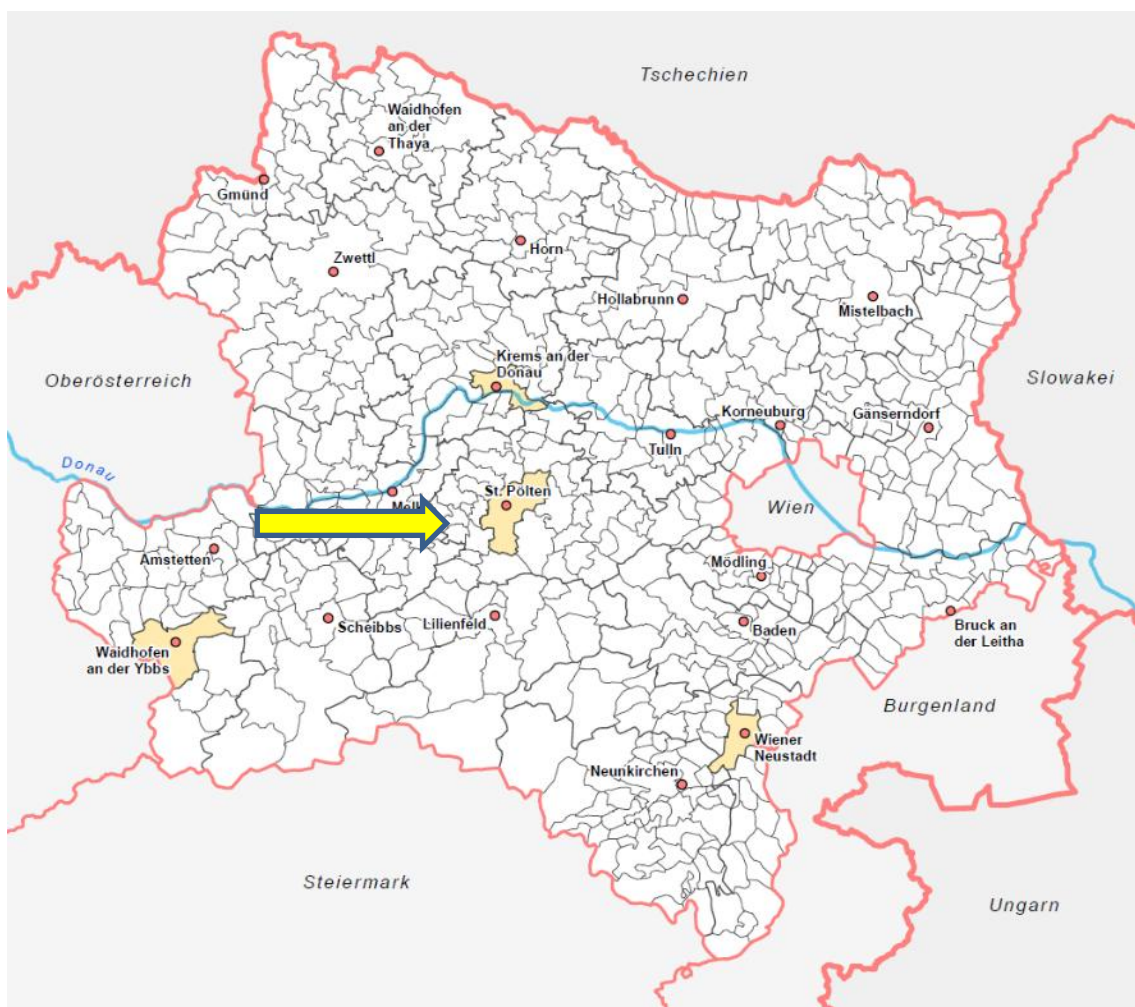 Tschechien
Waidhofen
an der
Thaya
Gmünd
Horn
Zwettl
Hollabrunn
Mistelbach
Krems an der
Donau
Oberösterreich
Slowakei
Korneuburg
Gänserndorf
Tulln
Donau
St. Pölten
Wien
Amstetten
Mödling
Scheibbs
Lilienfeld
Baden
Bruck an
der Leitha
Waidhofen
an der Ybbs
Burgenland
Wiener
Neustadt
Neunkirchen
Steiermark
Ungarn